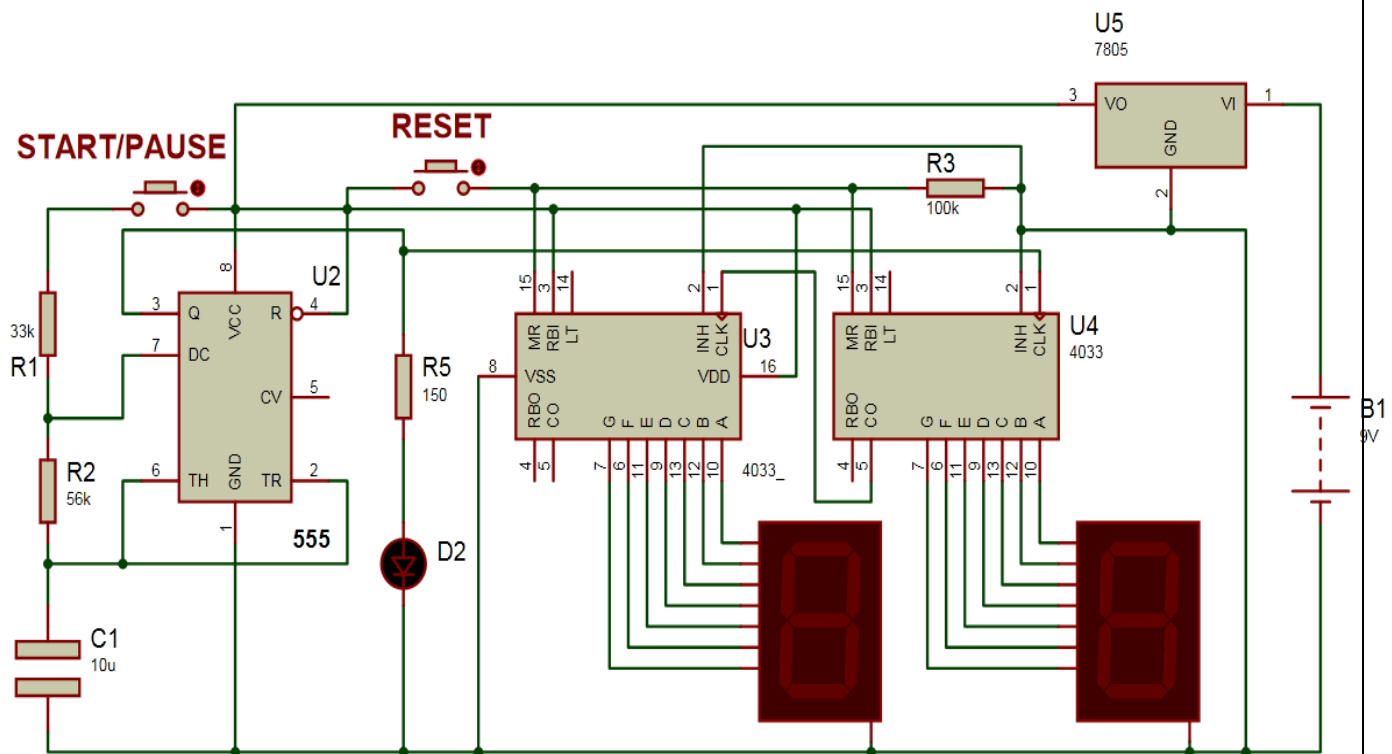 U5
7805
3 VO VI 1
GND
2
START/PAUSE
RESET
R3
100k
8
U2
3 Q VCC R 4
7 DC
CV 5
6 TH GND TR 2
1
555
33k
R1
R2
56k
C1
10u
R5
150
D2
15 3 14 2 1
MR RBI LT INH CLK
U3
8 VSS VDD 16
RBO CO G F E D C B A
4 5 7 6 11 9 13 12 10
4033_
15 3 14 2 1
MR RBI LT INH CLK
U4
4033
RBO CO G F E D C B A
4 5 7 6 11 9 13 12 10
B1
9V